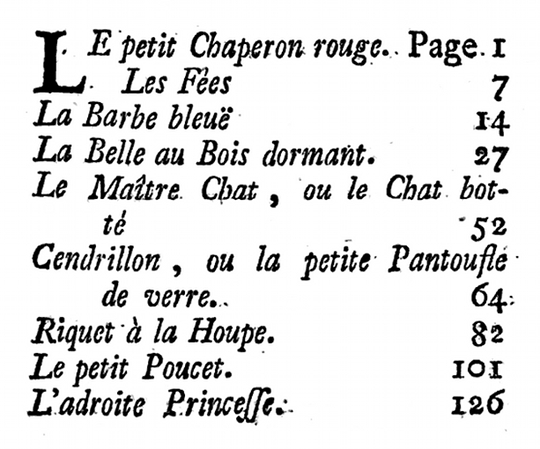 LE petit Chaperon rouge. Page. 1
Les Fées 7
La Barbe bleuë 14
La Belle au Bois dormant. 27
Le Maître Chat, ou le Chat bot-
té 52
Cendrillon, ou la petite Pantoufle
de verre. 64
Riquet à la Houpe. 82
Le petit Poucet. 101
L'adroite Princesse. 126